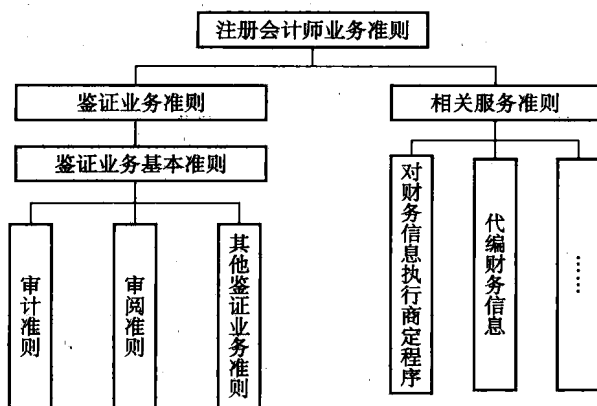 注册会计师业务准则
鉴证业务准则
相关服务准则
鉴证业务基本准则
审计准则
审阅准则
其他鉴证业务准则
对财务信息执行商定程序
代编财务信息
……